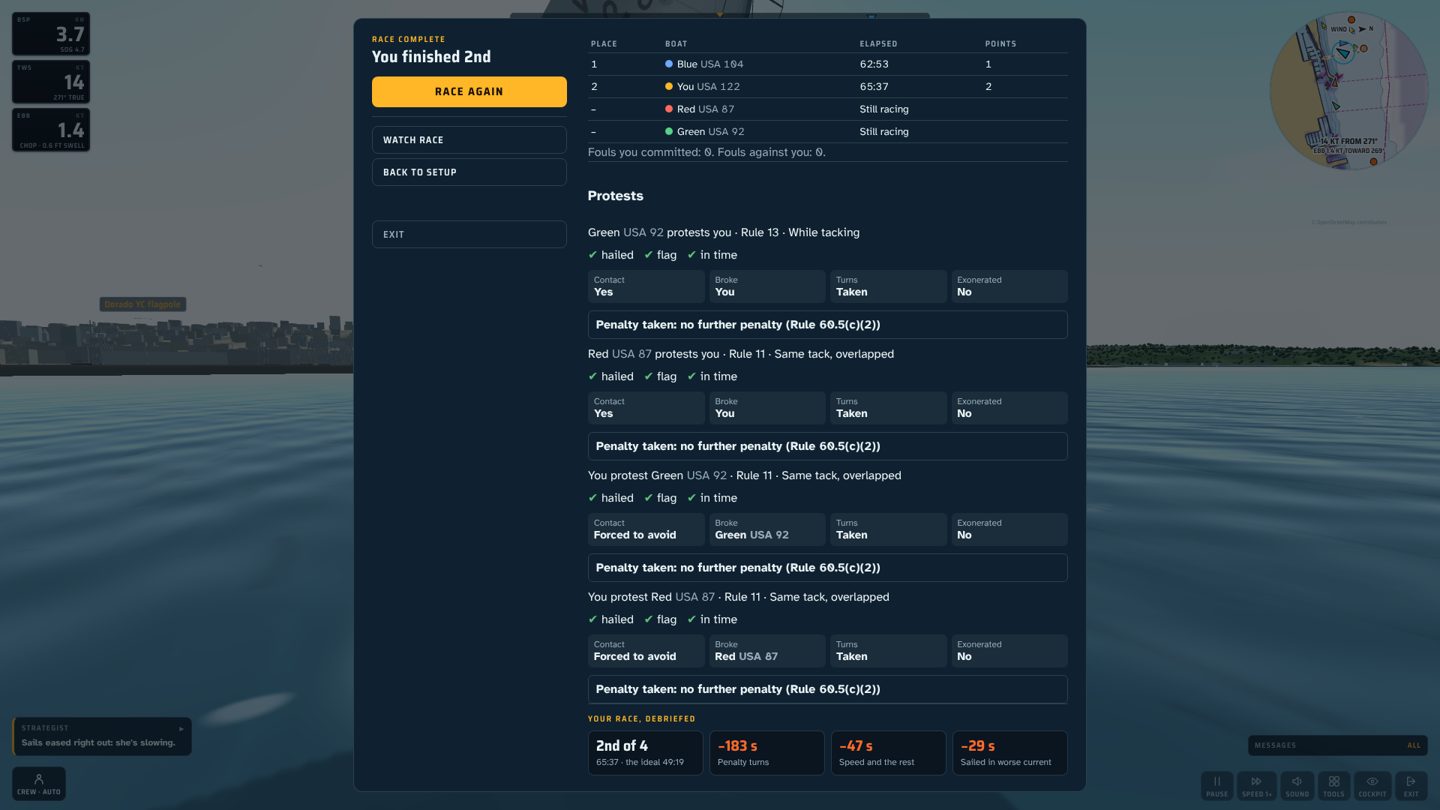 BSP KN
3.7
SOG 4.7
TWS KT
14
271° TRUE
EBB KT
1.4
CHOP · 0.6 FT SWELL
RACE COMPLETE
You finished 2nd
RACE AGAIN
WATCH RACE
BACK TO SETUP
EXIT
PLACE BOAT ELAPSED POINTS
1 Blue USA 104 62:53 1
2 You USA 122 65:37 2
– Red USA 87 Still racing
– Green USA 92 Still racing
Fouls you committed: 0. Fouls against you: 0.
Protests
Green USA 92 protests you · Rule 13 · While tacking
✔ hailed ✔ flag ✔ in time
Contact Broke Turns Exonerated
Yes You Taken No
Penalty taken: no further penalty (Rule 60.5(c)(2))
Red USA 87 protests you · Rule 11 · Same tack, overlapped
✔ hailed ✔ flag ✔ in time
Contact Broke Turns Exonerated
Yes You Taken No
Penalty taken: no further penalty (Rule 60.5(c)(2))
You protest Green USA 92 · Rule 11 · Same tack, overlapped
✔ hailed ✔ flag ✔ in time
Contact Broke Turns Exonerated
Forced to avoid Green USA 92 Taken No
Penalty taken: no further penalty (Rule 60.5(c)(2))
You protest Red USA 87 · Rule 11 · Same tack, overlapped
✔ hailed ✔ flag ✔ in time
Contact Broke Turns Exonerated
Forced to avoid Red USA 87 Taken No
Penalty taken: no further penalty (Rule 60.5(c)(2))
YOUR RACE, DEBRIEFED
2nd of 4 –183 s –47 s –29 s
65:37 · the ideal 49:19 Penalty turns Speed and the rest Sailed in worse current
WIND N
14 KT FROM 271°
EBB 1.4 KT TOWARD 269°
©OpenStreetMap contributors
Dorado YC flagpole
STRATEGIST
Sails eased right out: she's slowing.
CREW · AUTO
MESSAGES ALL
PAUSE SPEED 1× SOUND TOOLS COCKPIT EXIT